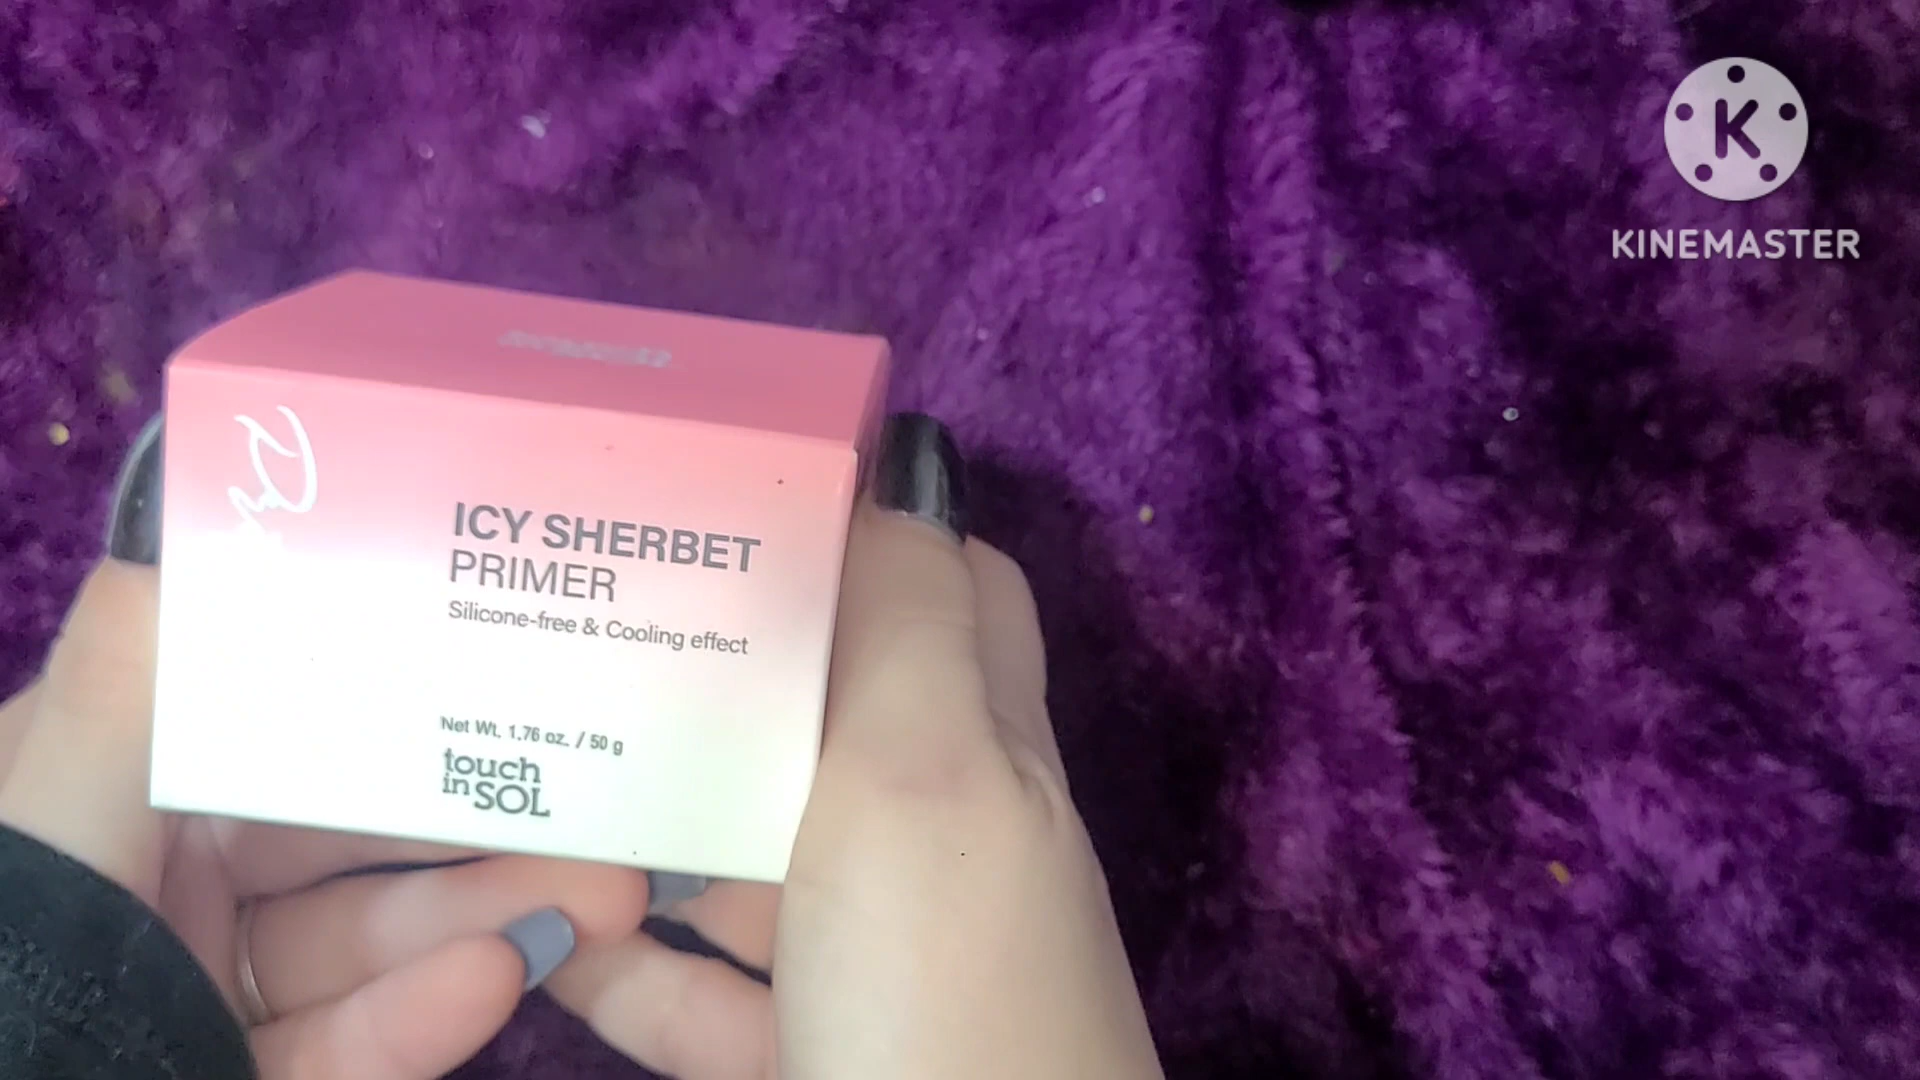 ICY SHERBET
PRIMER
Silicone-free & Cooling effect
Net Wt. 1.76 oz. / 50 g
touch
in SOL
K
KINEMASTER